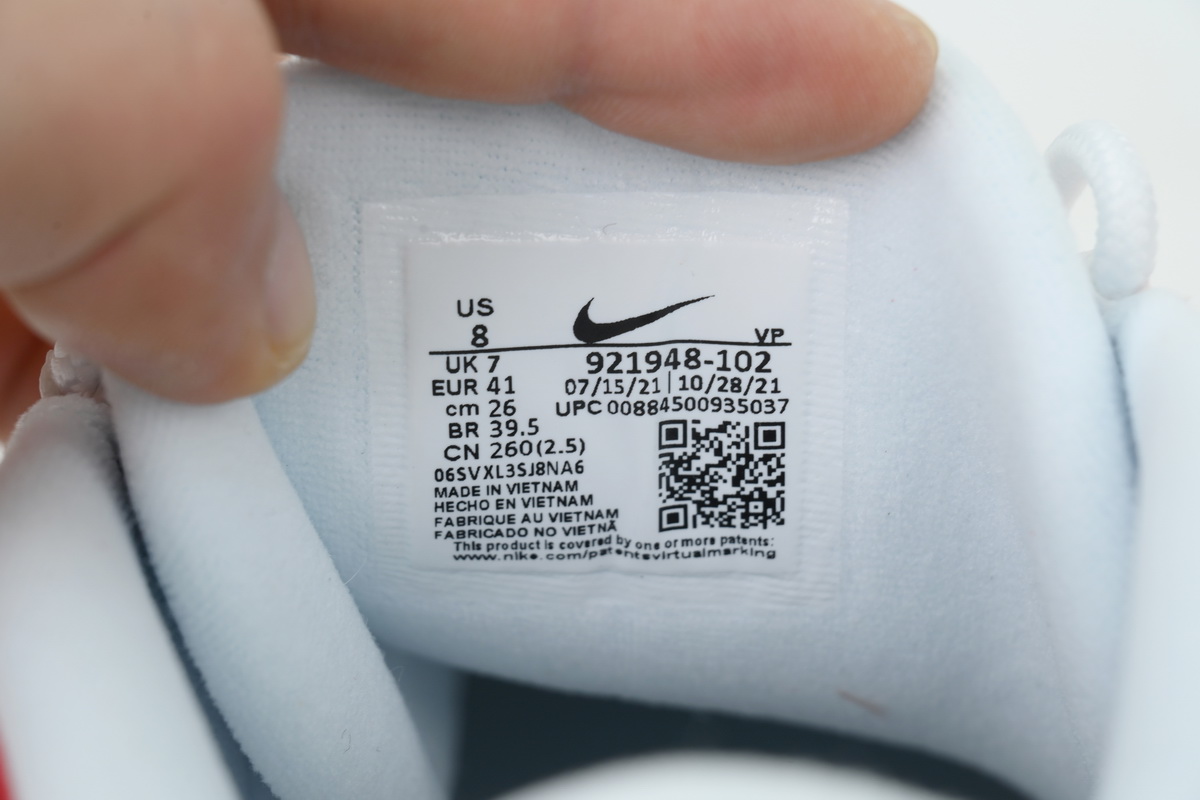 US
8
VP
UK 7
921948-102
EUR 41
07/15/21 | 10/28/21
cm 26
UPC 00884500935037
BR 39.5
CN 260(2.5)
06SVXL3SJ8NA6
MADE IN VIETNAM
HECHO EN VIETNAM
FABRIQUE AU VIETNAM
FABRICADO NO VIETNÃ
This product is covered by one or more patents:
www.nike.com/patentsvirtualmarking